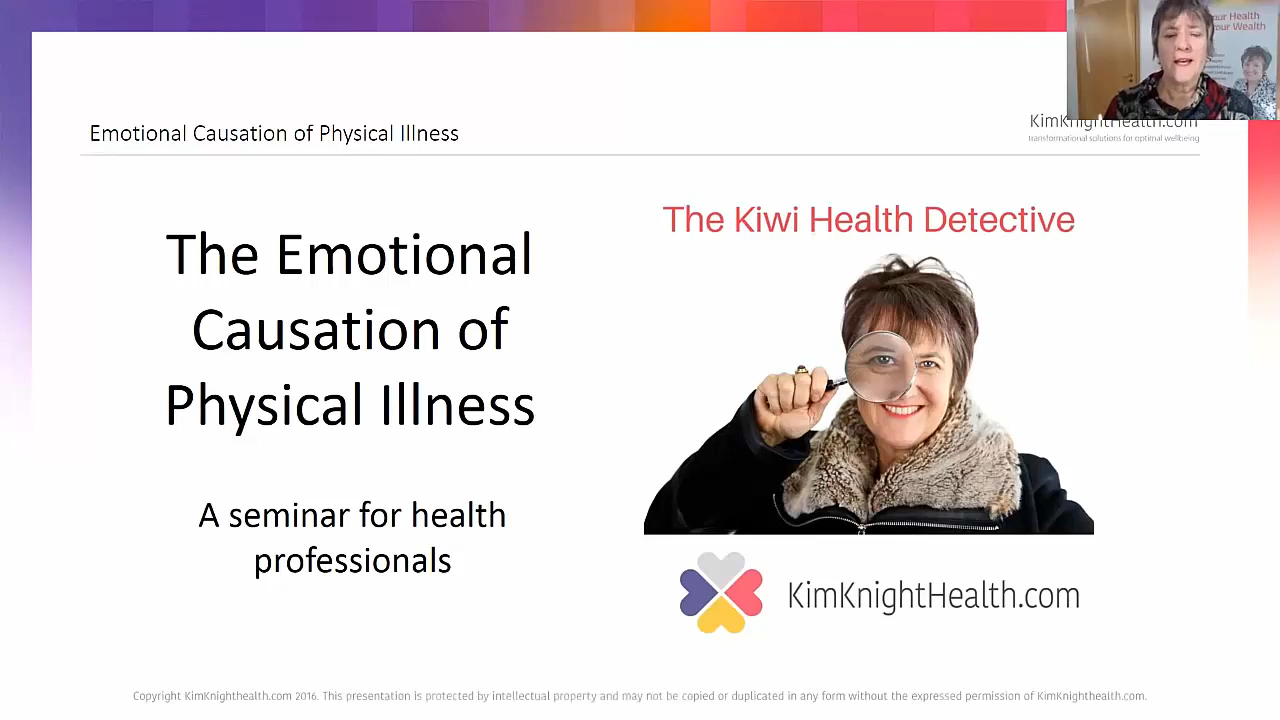 Your Health
Your Wealth
Emotional Causation of Physical Illness
KimKnightHealth.com
transformational solutions for optimal wellbeing
The Kiwi Health Detective
The Emotional
Causation of
Physical Illness
A seminar for health
professionals
KimKnightHealth.com
Copyright KimKnighthealth.com 2016. This presentation is protected by intellectual property and may not be copied or duplicated in any form without the expressed permission of KimKnighthealth.com.